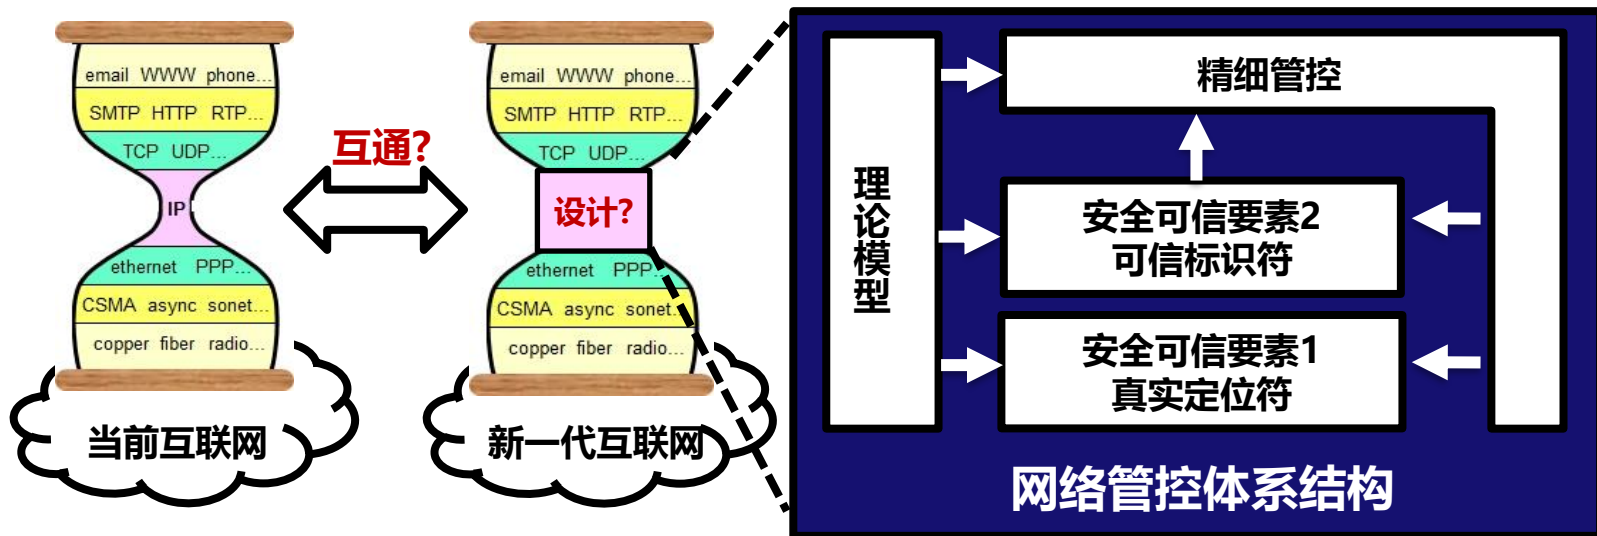 email WWW phone...
SMTP HTTP RTP...
TCP UDP...
IP
ethernet PPP...
CSMA async sonet...
copper fiber radio...
当前互联网
互通?
email WWW phone...
SMTP HTTP RTP...
TCP UDP...
设计?
ethernet PPP...
CSMA async sonet...
copper fiber radio...
新一代互联网
理论模型
精细管控
安全可信要素2
可信标识符
安全可信要素1
真实定位符
网络管控体系结构